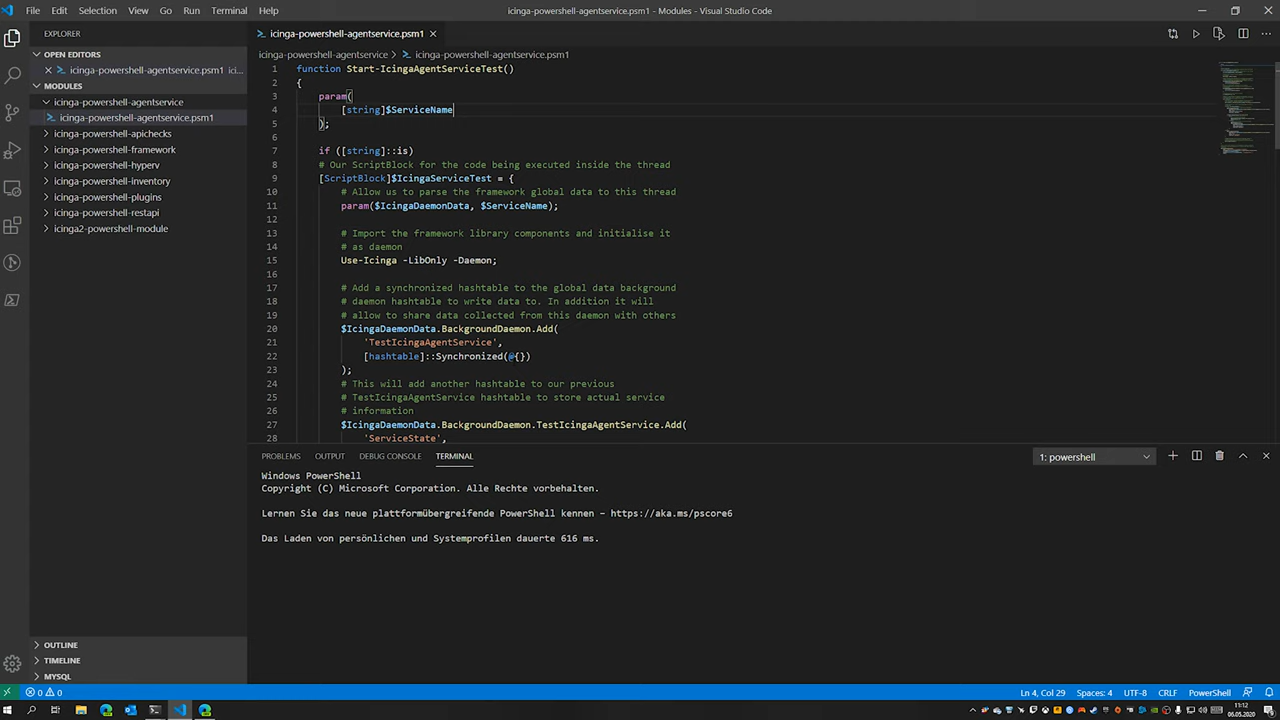 File Edit Selection View Go Run Terminal Help
icinga-powershell-agentservice.psm1 - Modules - Visual Studio Code
EXPLORER
OPEN EDITORS
icinga-powershell-agentservice.psm1 ici...
MODULES
icinga-powershell-agentservice
icinga-powershell-agentservice.psm1
icinga-powershell-apichecks
icinga-powershell-framework
icinga-powershell-hyperv
icinga-powershell-inventory
icinga-powershell-plugins
icinga-powershell-restapi
icinga2-powershell-module
OUTLINE
TIMELINE
MYSQL
icinga-powershell-agentservice.psm1
icinga-powershell-agentservice > icinga-powershell-agentservice.psm1
1 function Start-IcingaAgentServiceTest()
2 {
3 param(
4 [string]$ServiceName
5 );
6
7 if ([string]::is)
8 # Our ScriptBlock for the code being executed inside the thread
9 [ScriptBlock]$IcingaServiceTest = {
10 # Allow us to parse the framework global data to this thread
11 param($IcingaDaemonData, $ServiceName);
12
13 # Import the framework library components and initialise it
14 # as daemon
15 Use-Icinga -LibOnly -Daemon;
16
17 # Add a synchronized hashtable to the global data background
18 # daemon hashtable to write data to. In addition it will
19 # allow to share data collected from this daemon with others
20 $IcingaDaemonData.BackgroundDaemon.Add(
21 'TestIcingaAgentService',
22 [hashtable]::Synchronized(@{})
23 );
24 # This will add another hashtable to our previous
25 # TestIcingaAgentService hashtable to store actual service
26 # information
27 $IcingaDaemonData.BackgroundDaemon.TestIcingaAgentService.Add(
28 'ServiceState',
PROBLEMS OUTPUT DEBUG CONSOLE TERMINAL
1: powershell
Windows PowerShell
Copyright (C) Microsoft Corporation. Alle Rechte vorbehalten.
Lernen Sie das neue plattformübergreifende PowerShell kennen – https://aka.ms/pscore6
Das Laden von persönlichen und Systemprofilen dauerte 616 ms.
0 0
Ln 4, Col 29 Spaces: 4 UTF-8 CRLF PowerShell
11:12
06.05.2020